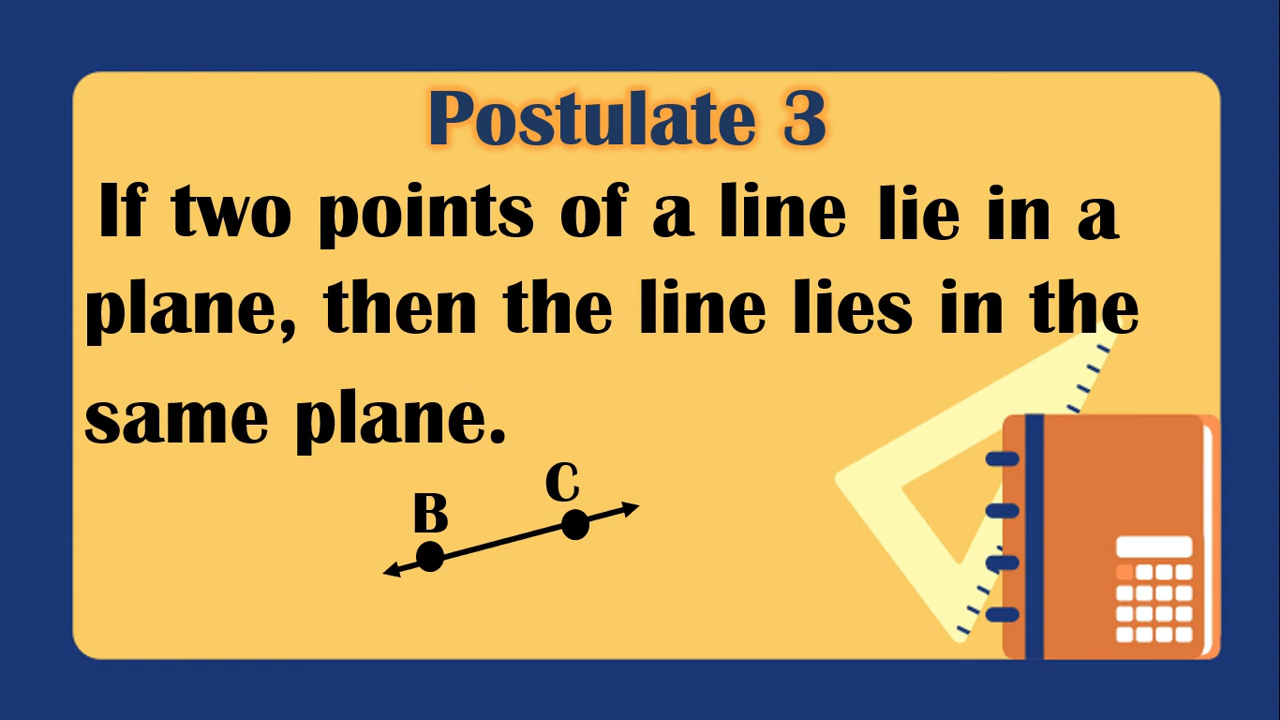 Postulate 3
If two points of a line lie in a
plane, then the line lies in the
same plane.
C
B